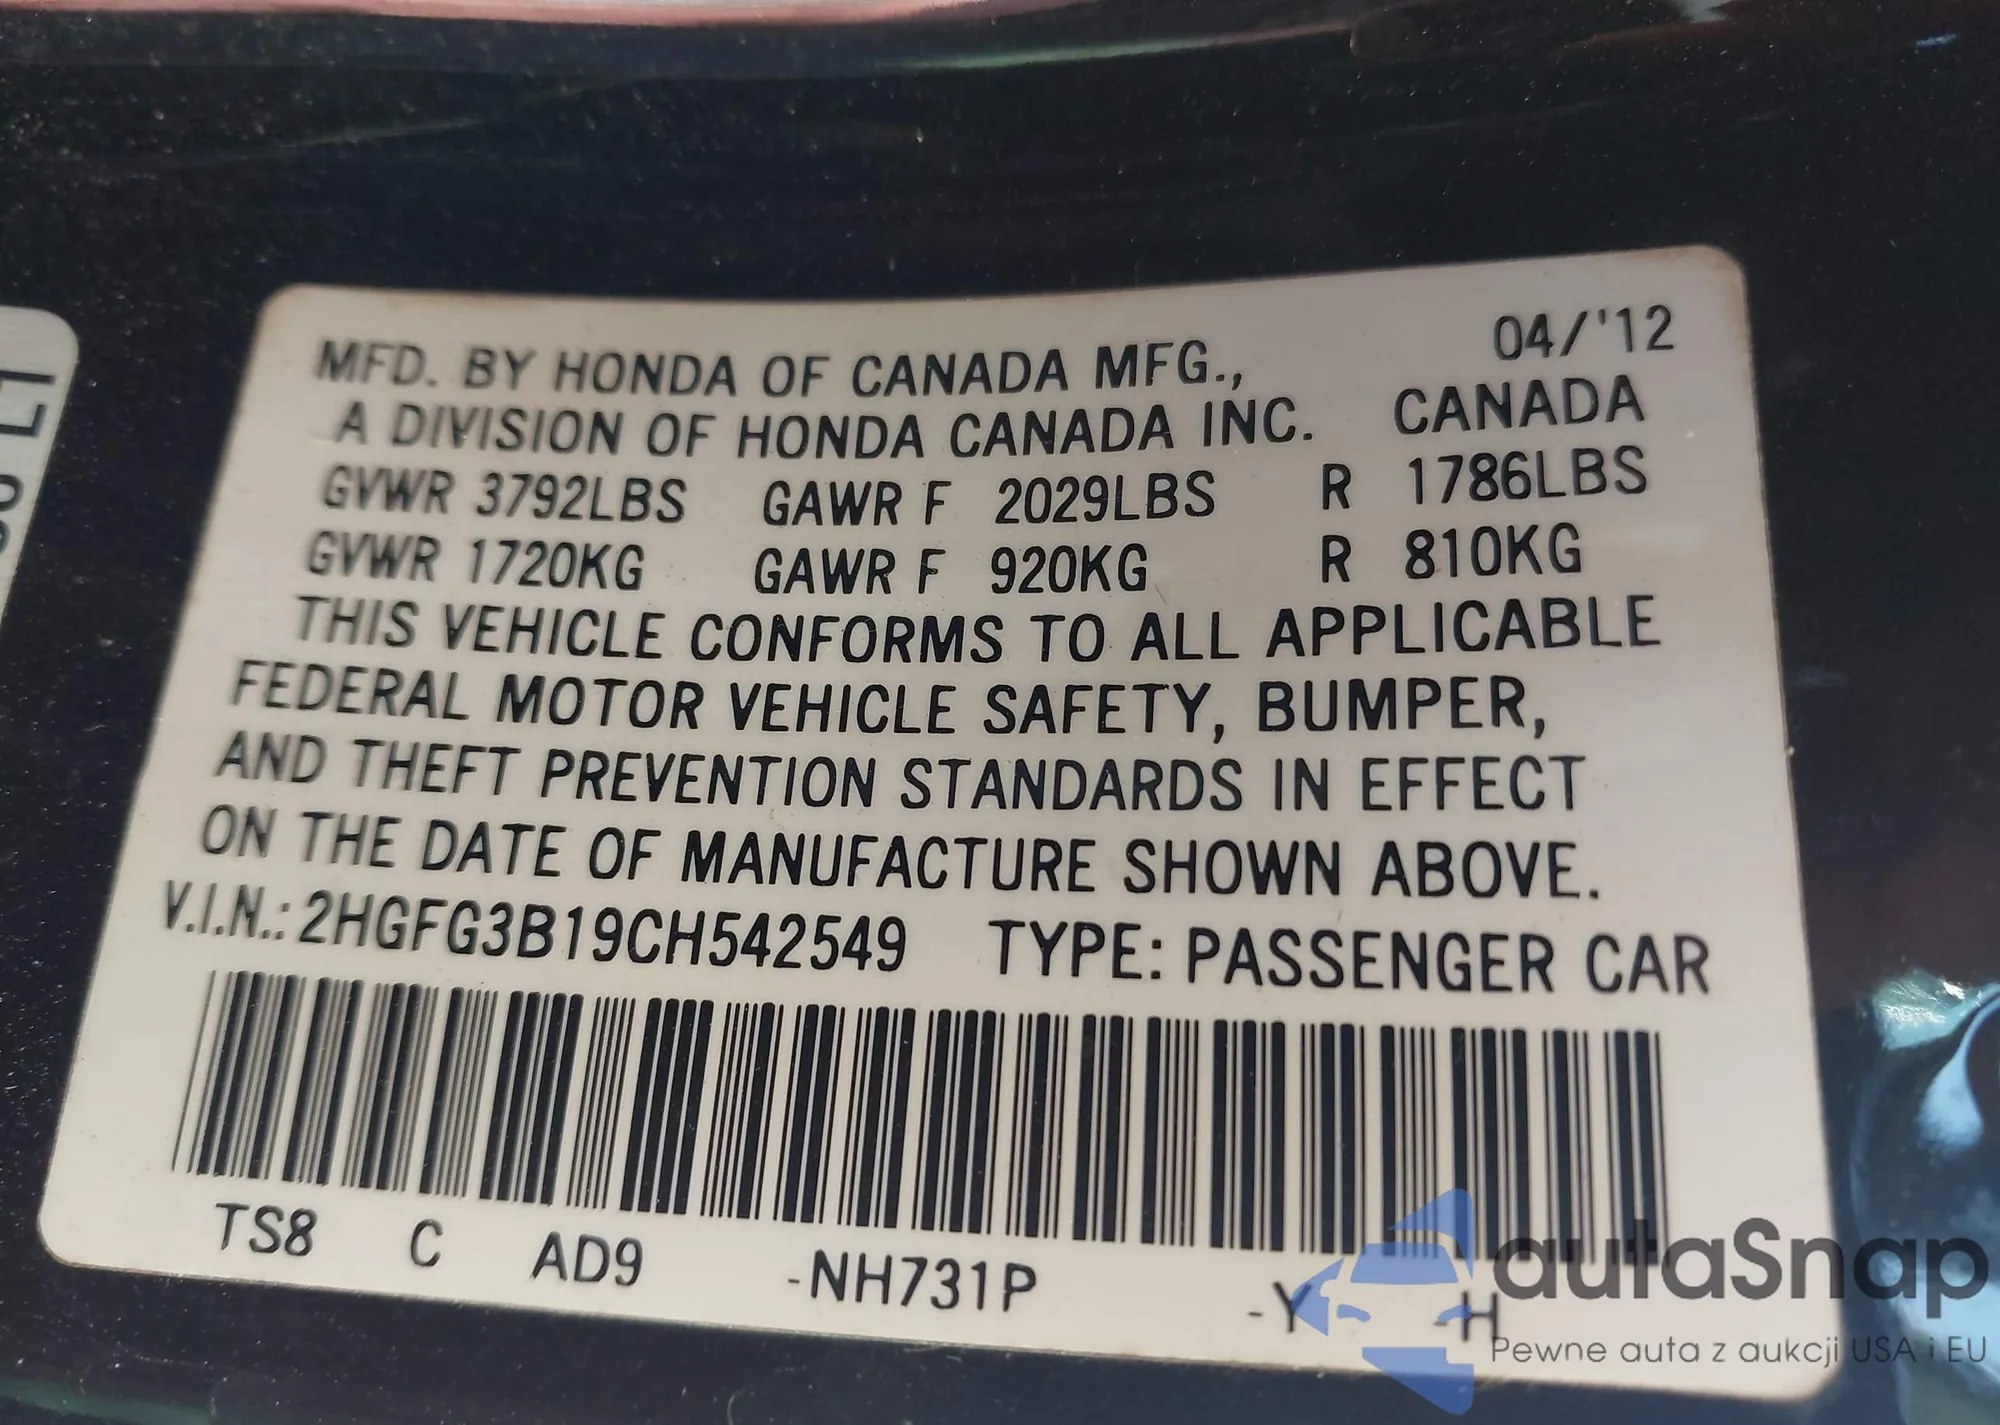 MFD. BY HONDA OF CANADA MFG., 04/'12
A DIVISION OF HONDA CANADA INC. CANADA
GVWR 3792LBS GAWR F 2029LBS R 1786LBS
GVWR 1720KG GAWR F 920KG R 810KG
THIS VEHICLE CONFORMS TO ALL APPLICABLE
FEDERAL MOTOR VEHICLE SAFETY, BUMPER,
AND THEFT PREVENTION STANDARDS IN EFFECT
ON THE DATE OF MANUFACTURE SHOWN ABOVE.
V.I.N.: 2HGFG3B19CH542549 TYPE: PASSENGER CAR
TS8 C AD9 -NH731P -Y -H
autaSnap
Pewne auta z aukcji USA i EU